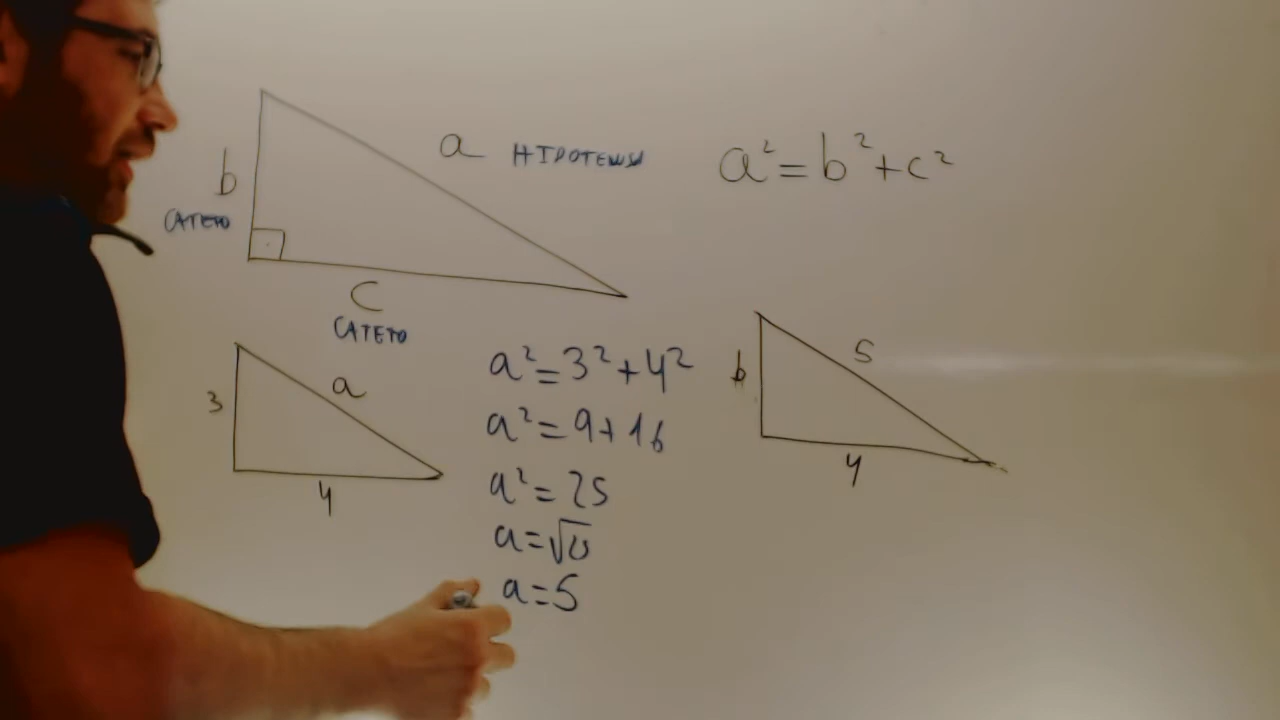 a HIPOTENUSA
a² = b² + c²
b
CATETO
c
CATETO
3
a
4
a² = 3² + 4²
a² = 9 + 16
a² = 25
a = √25
a = 5
b
5
4